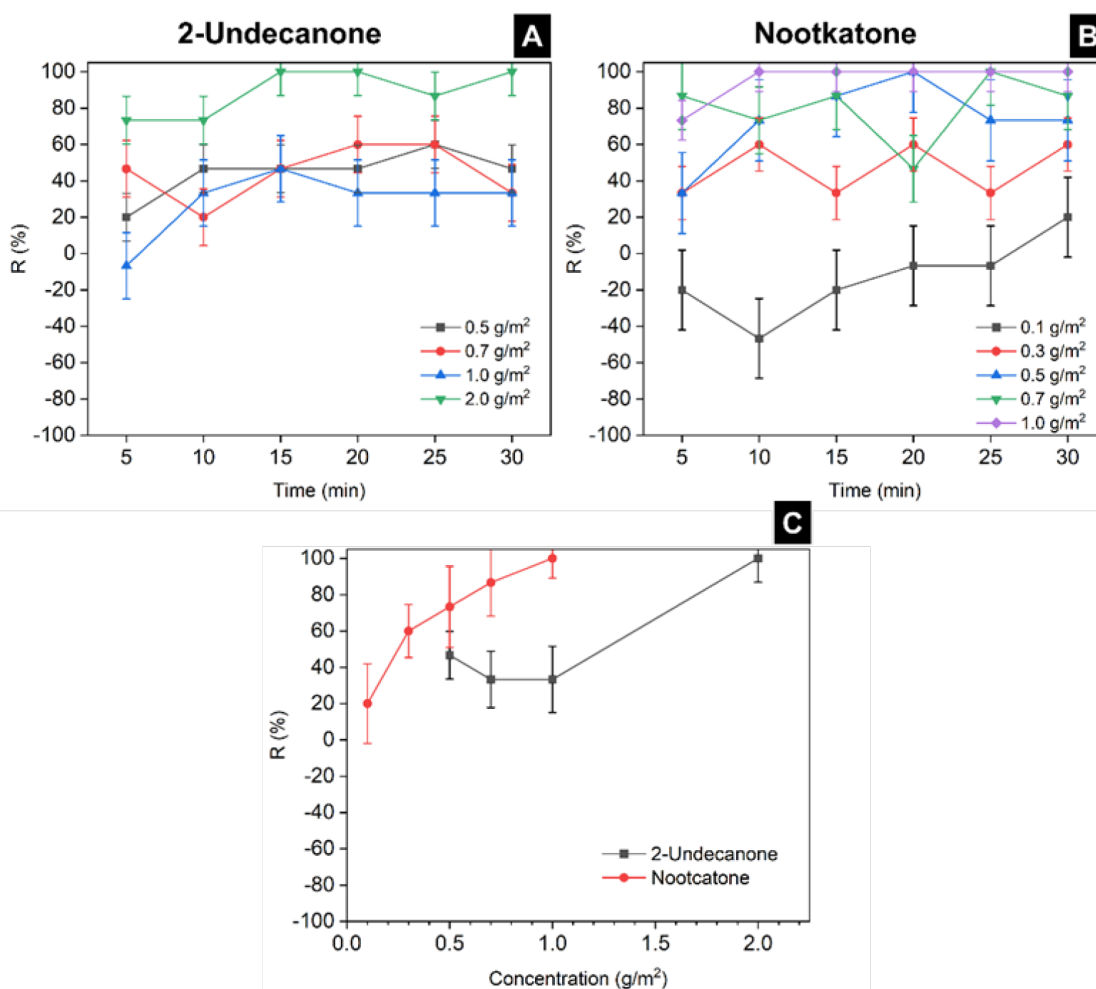 2-Undecanone
A
100
80
60
40
20
0
-20
-40
-60
-80
-100
R (%)
0.5 g/m²
0.7 g/m²
1.0 g/m²
2.0 g/m²
5 10 15 20 25 30
Time (min)
Nootkatone
B
100
80
60
40
20
0
-20
-40
-60
-80
-100
R (%)
0.1 g/m²
0.3 g/m²
0.5 g/m²
0.7 g/m²
1.0 g/m²
5 10 15 20 25 30
Time (min)
C
100
80
60
40
20
0
-20
-40
-60
-80
-100
R (%)
2-Undecanone
Nootcatone
0.0 0.5 1.0 1.5 2.0
Concentration (g/m²)